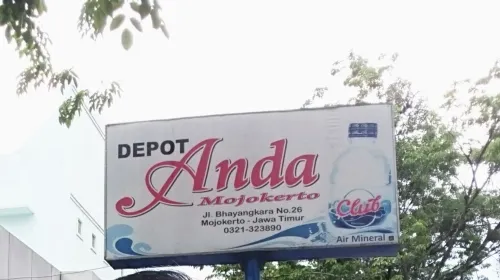 DEPOT
Anda
Mojokerto
Jl. Bhayangkara No.26
Mojokerto - Jawa Timur
0321-323890
Club
Air Mineral